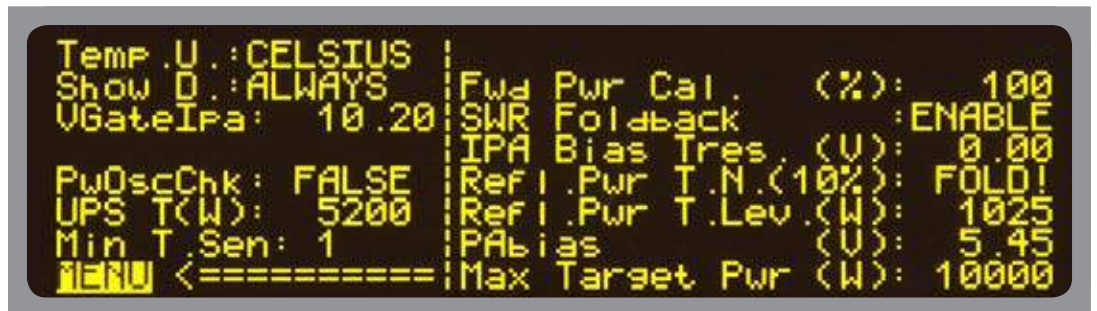 Temp.U.:CELSIUS
Show D.:ALWAYS
VGateIpa: 10.20
PwOscChk: FALSE
UPS T(W): 5200
Min T.Sen: 1
MENU <==========
Fwd Pwr Cal. (%): 100
SWR Foldback :ENABLE
IPA Bias Tres. (V): 0.00
Refl.Pwr T.N.(10%): FOLD!
Refl.Pwr T.Lev.(W): 1025
PAbias (V): 5.45
Max Target Pwr (W): 10000